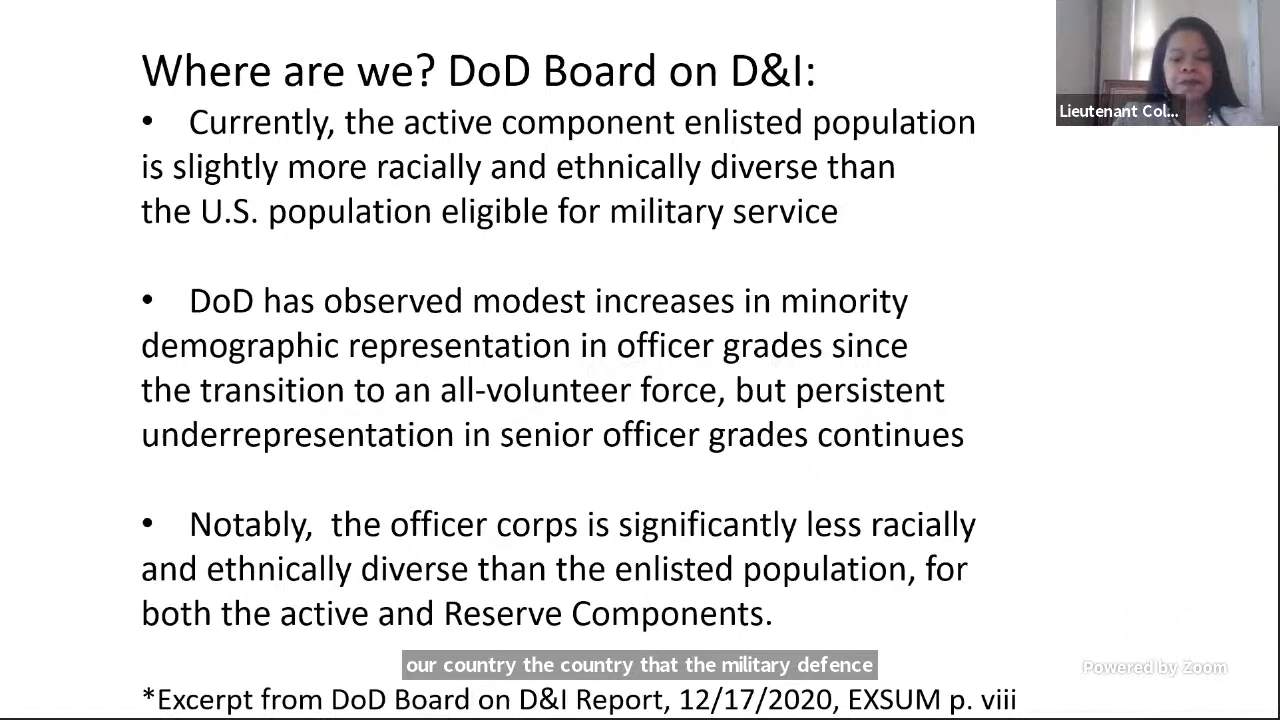 Where are we? DoD Board on D&I:
• Currently, the active component enlisted population
is slightly more racially and ethnically diverse than
the U.S. population eligible for military service
• DoD has observed modest increases in minority
demographic representation in officer grades since
the transition to an all-volunteer force, but persistent
underrepresentation in senior officer grades continues
• Notably,  the officer corps is significantly less racially
and ethnically diverse than the enlisted population, for
both the active and Reserve Components.
*Excerpt from DoD Board on D&I Report, 12/17/2020, EXSUM p. viii
Lieutenant Col...
our country the country that the military defence
Powered by Zoom